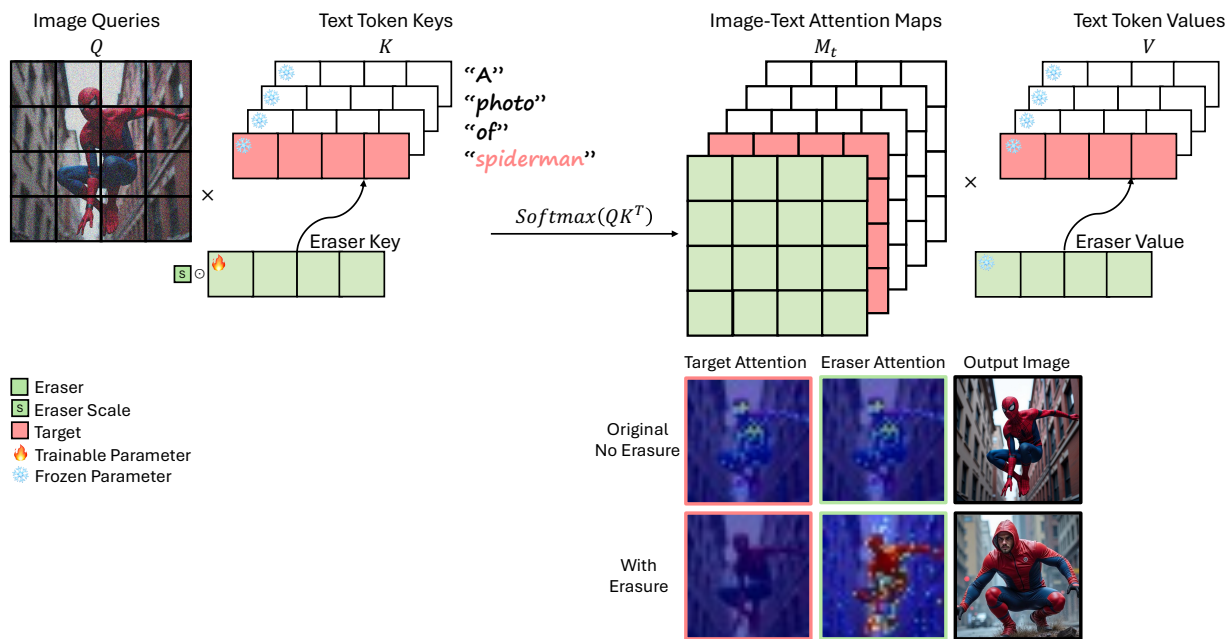 Image Queries
Q
Text Token Keys
K
Image-Text Attention Maps
M_t
Text Token Values
V
“A”
“photo”
“of”
“spiderman”
×
Softmax(QK^T)
×
Eraser Key
S ⊙
Eraser Value
Target Attention
Eraser Attention
Output Image
Eraser
S Eraser Scale
Target
Trainable Parameter
Frozen Parameter
Original
No Erasure
With
Erasure